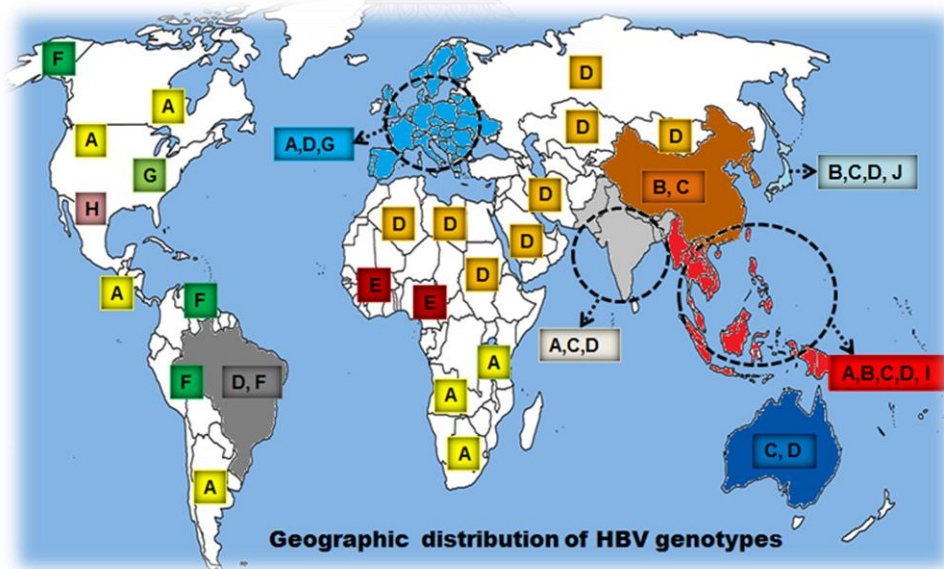 F
A
A
G
H
A
F
F
D, F
A
A,D,G
D
D
D
D
D
D
D
D
E
E
A
A
A
B, C
B,C,D, J
A,C,D
A,B,C,D, I
C, D
Geographic distribution of HBV genotypes